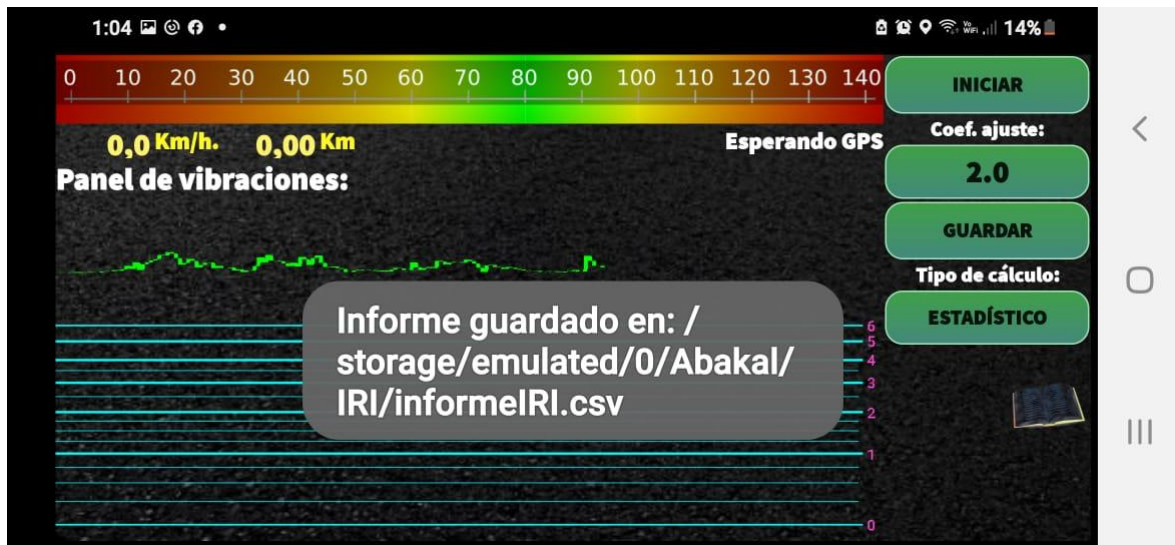 1:04
14%
0 10 20 30 40 50 60 70 80 90 100 110 120 130 140
INICIAR
0,0 Km/h. 0,00 Km
Esperando GPS
Coef. ajuste:
Panel de vibraciones:
2.0
GUARDAR
Tipo de cálculo:
ESTADÍSTICO
Informe guardado en: /
storage/emulated/0/Abakal/
IRI/informeIRI.csv
6
5
4
3
2
1
0